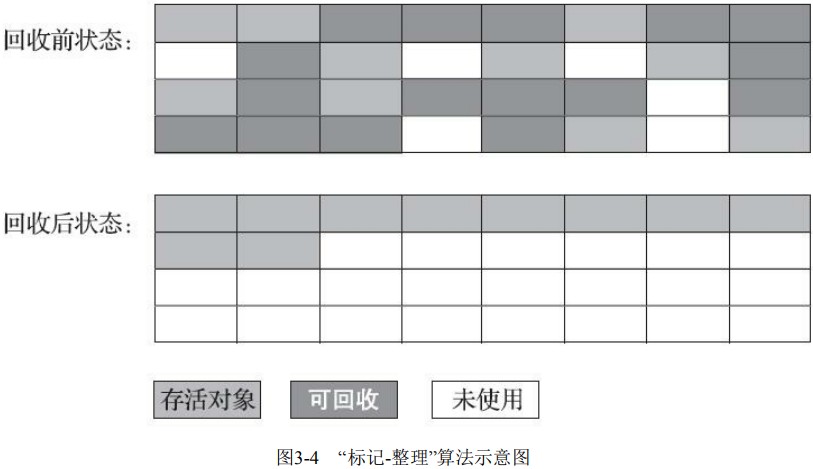 回收前状态：
回收后状态：
存活对象
可回收
未使用
图3-4 “标记-整理”算法示意图